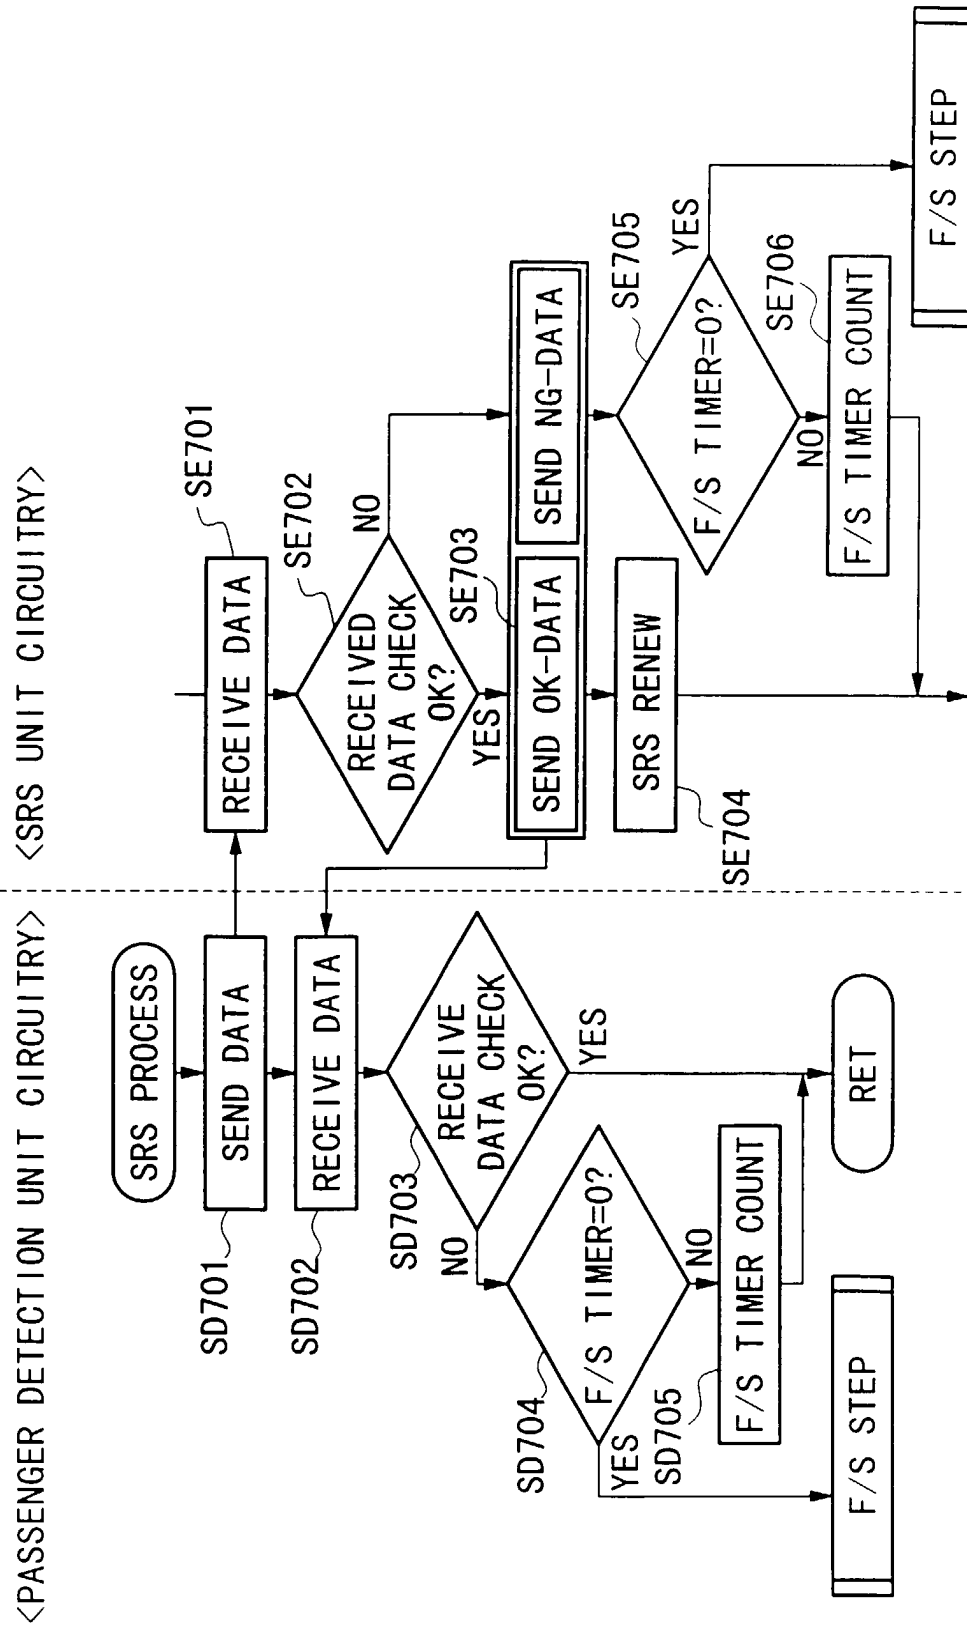 <PASSENGER DETECTION UNIT CIRCUITRY>
<SRS UNIT CIRCUITRY>
SRS PROCESS
SD701
SEND DATA
SD702
RECEIVE DATA
SD703
RECEIVE
DATA CHECK
OK?
NO
YES
SD704
F/S TIMER=0?
YES
NO
SD705
F/S TIMER COUNT
F/S STEP
RET
SE701
RECEIVE DATA
SE702
RECEIVED
DATA CHECK
OK?
NO
YES
SE703
SEND OK-DATA
SEND NG-DATA
SRS RENEW
SE704
SE705
F/S TIMER=0?
YES
NO
SE706
F/S TIMER COUNT
F/S STEP